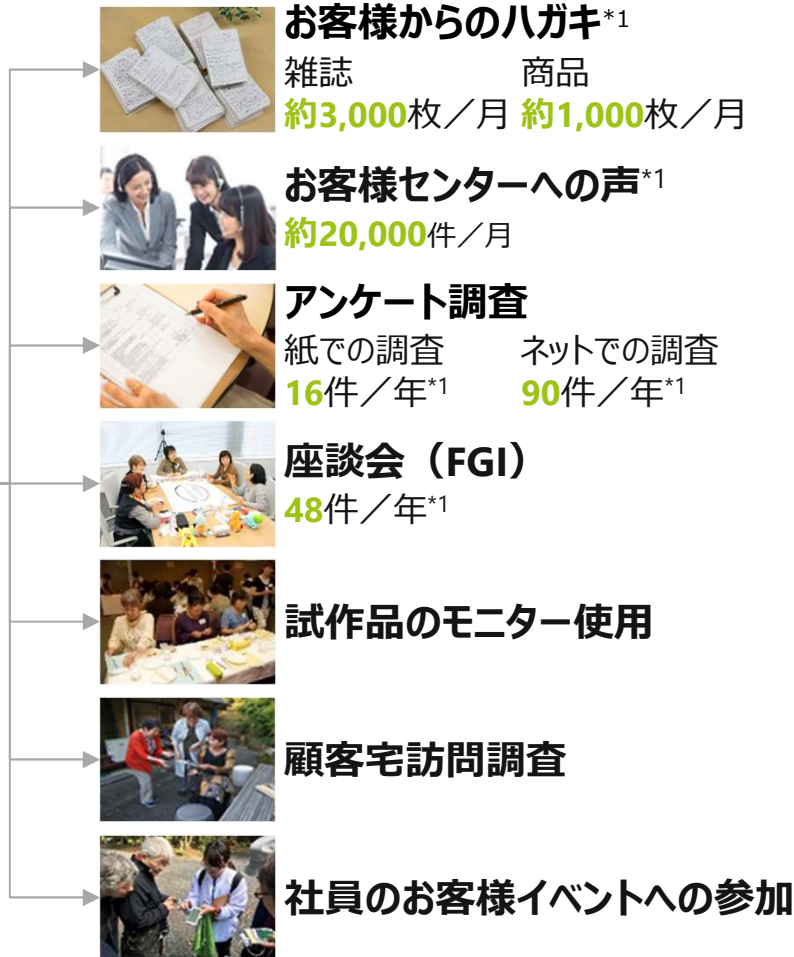 お客様からのハガキ*1
雑誌 商品
約3,000枚／月 約1,000枚／月
お客様センターへの声*1
約20,000件／月
アンケート調査
紙での調査 ネットでの調査
16件／年*1 90件／年*1
座談会（FGI）
48件／年*1
試作品のモニター使用
顧客宅訪問調査
社員のお客様イベントへの参加